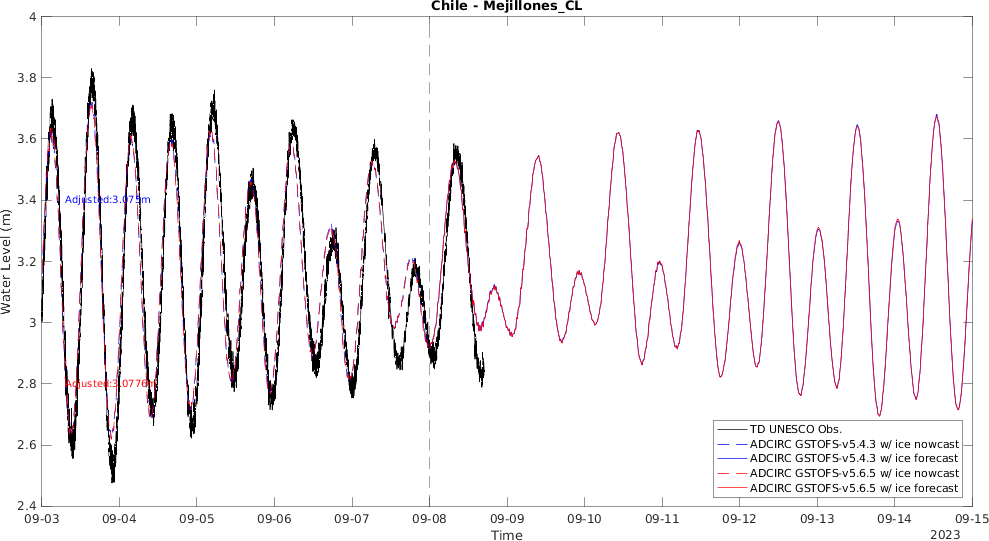 Chile - Mejillones_CL
4
3.8
3.6
3.4
3.2
3
2.8
2.6
2.4
Water Level (m)
Adjusted:3.075m
Adjusted:3.0776m
TD UNESCO Obs.
ADCIRC GSTOFS-v5.4.3 w/ ice nowcast
ADCIRC GSTOFS-v5.4.3 w/ ice forecast
ADCIRC GSTOFS-v5.6.5 w/ ice nowcast
ADCIRC GSTOFS-v5.6.5 w/ ice forecast
09-03 09-04 09-05 09-06 09-07 09-08 09-09 09-10 09-11 09-12 09-13 09-14 09-15
Time
2023